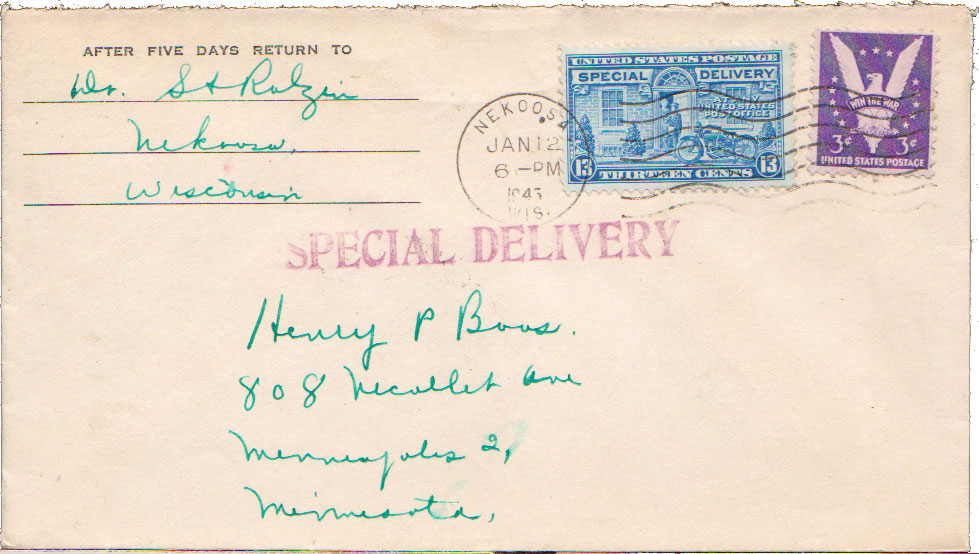 AFTER FIVE DAYS RETURN TO
Dr.
Nekoosa,
Wisconsin
NEKOOSA
JAN 12
6 - PM
WIS.
UNITED STATES POSTAGE
SPECIAL DELIVERY
AT ANY
UNITED STATES
POST OFFICE
13 THIRTEEN CENTS 13
WIN THE WAR
3¢ 3¢
UNITED STATES POSTAGE
SPECIAL DELIVERY
Henry P Boos.
808 Nicollet Ave
Minneapolis 2,
Minnesota,